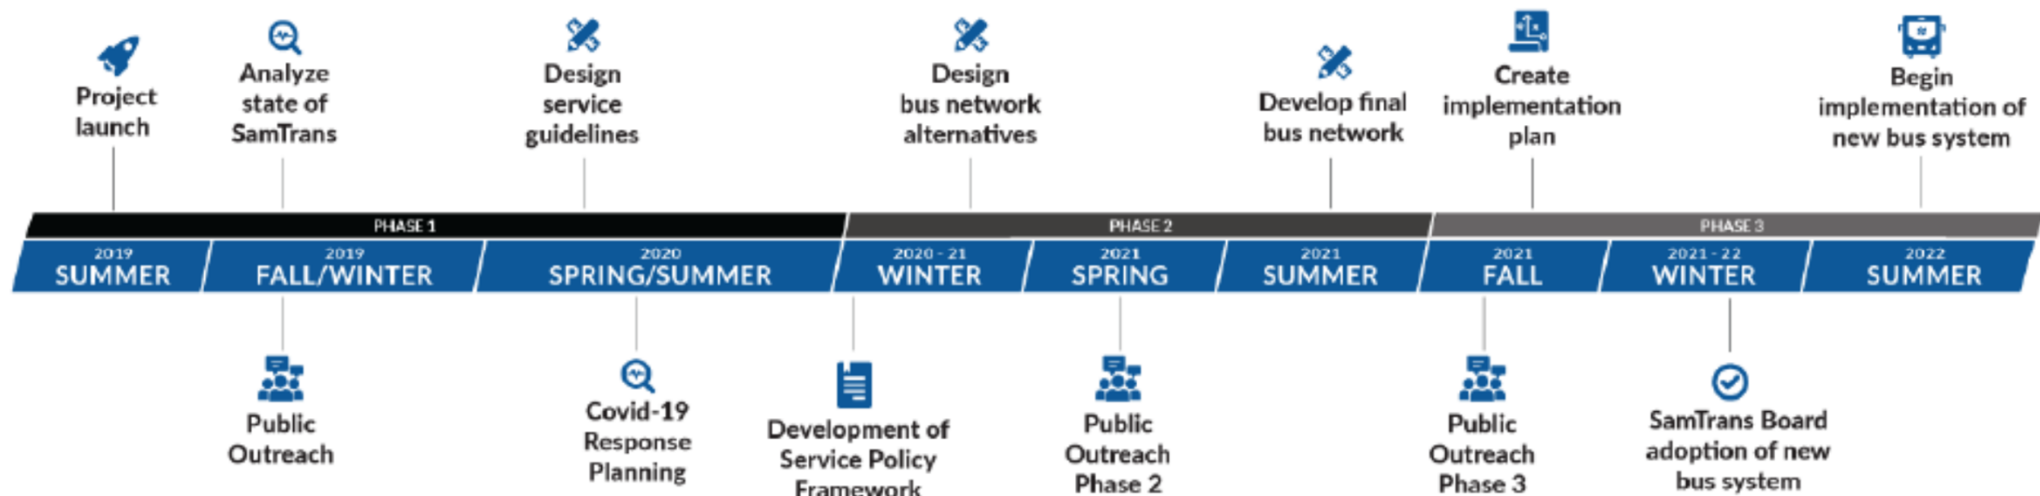 Project
launch
Analyze
state of
SamTrans
Design
service
guidelines
Design
bus network
alternatives
Develop final
bus network
Create
implementation
plan
Begin
implementation of
new bus system
PHASE 1
PHASE 2
PHASE 3
2019
SUMMER
2019
FALL/WINTER
2020
SPRING/SUMMER
2020 - 21
WINTER
2021
SPRING
2021
SUMMER
2021
FALL
2021 - 22
WINTER
2022
SUMMER
Public
Outreach
Covid-19
Response
Planning
Development of
Service Policy
Framework
Public
Outreach
Phase 2
Public
Outreach
Phase 3
SamTrans Board
adoption of new
bus system